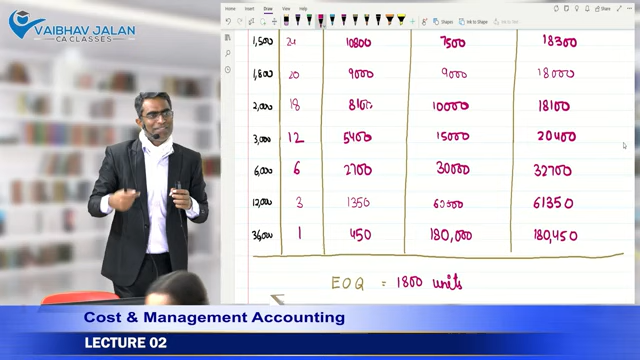 VAIBHAV JALAN
CA CLASSES
Draw
1,500 24 10800 7500 18300
1,800 20 9000 9000 18000
2,000 18 8100 10000 18100
3,000 12 5400 15000 20400
6,000 6 2700 30000 32700
12,000 3 1350 60000 61350
36,000 1 450 180,000 180,450
EOQ = 1800 units
Cost & Management Accounting
LECTURE 02